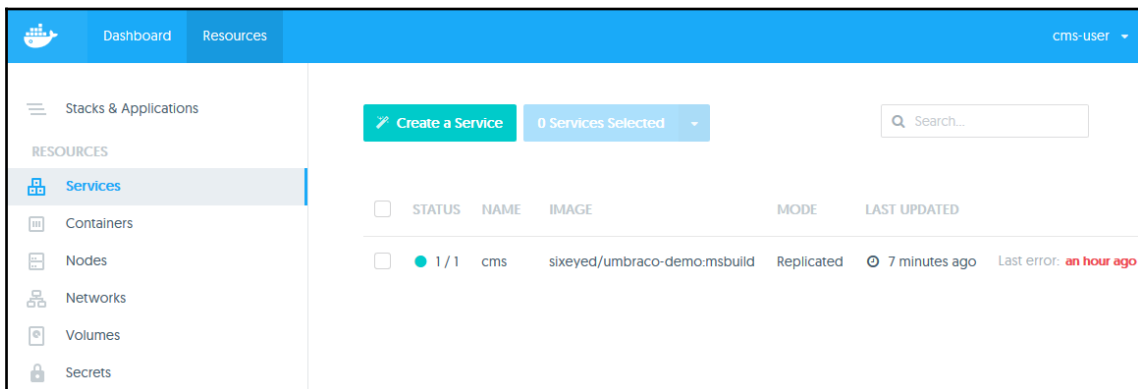 Dashboard Resources cms-user
Stacks & Applications
Create a Service 0 Services Selected Search...
RESOURCES
Services
Containers
STATUS NAME IMAGE MODE LAST UPDATED
Nodes
1 / 1 cms sixeyed/umbraco-demo:msbuild Replicated 7 minutes ago Last error: an hour ago
Networks
Volumes
Secrets